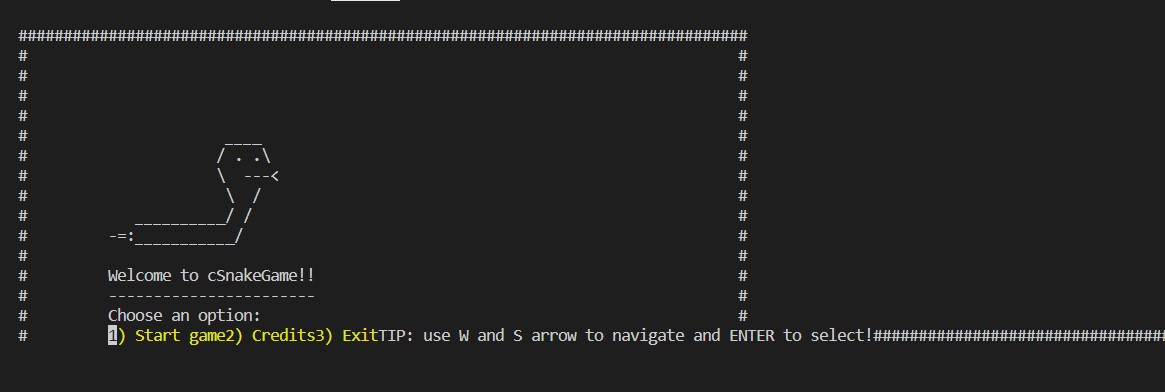 #################################################################################
#                                                                               #
#                                                                               #
#                                                                               #
#                                                                               #
#                      ____                                                     #
#                     / . .\                                                    #
#                     \  ---<                                                   #
#                      \  /                                                     #
#            __________/ /                                                      #
#         -=:___________/                                                       #
#                                                                               #
#         Welcome to cSnakeGame!!                                               #
#         -----------------------                                               #
#         Choose an option:                                                     #
#         1) Start game2) Credits3) ExitTIP: use W and S arrow to navigate and ENTER to select!#################################